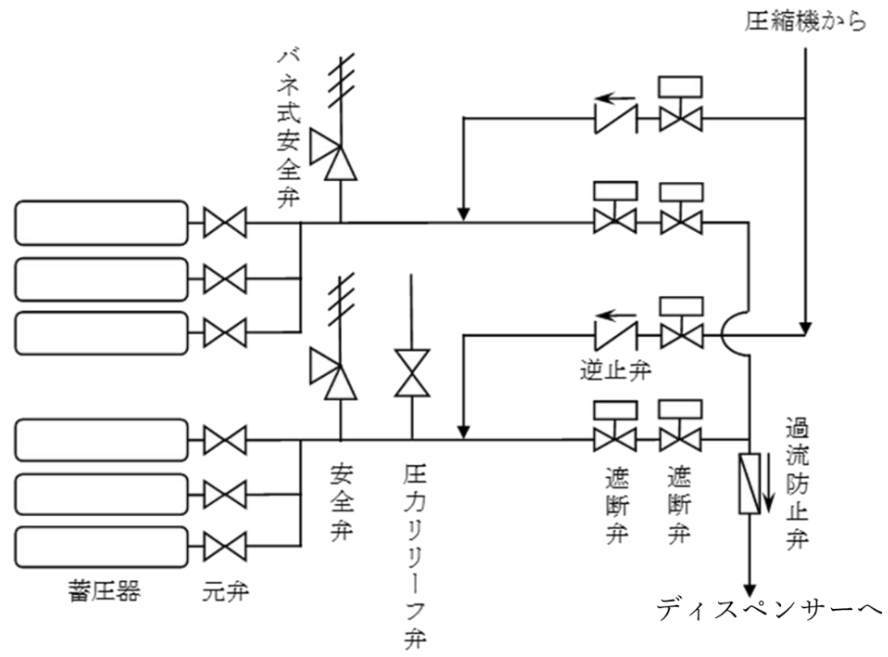 圧縮機から
バネ式安全弁
逆止弁
過流防止弁
安全弁
圧力リリーフ弁
遮断弁
遮断弁
蓄圧器
元弁
ディスペンサーへ